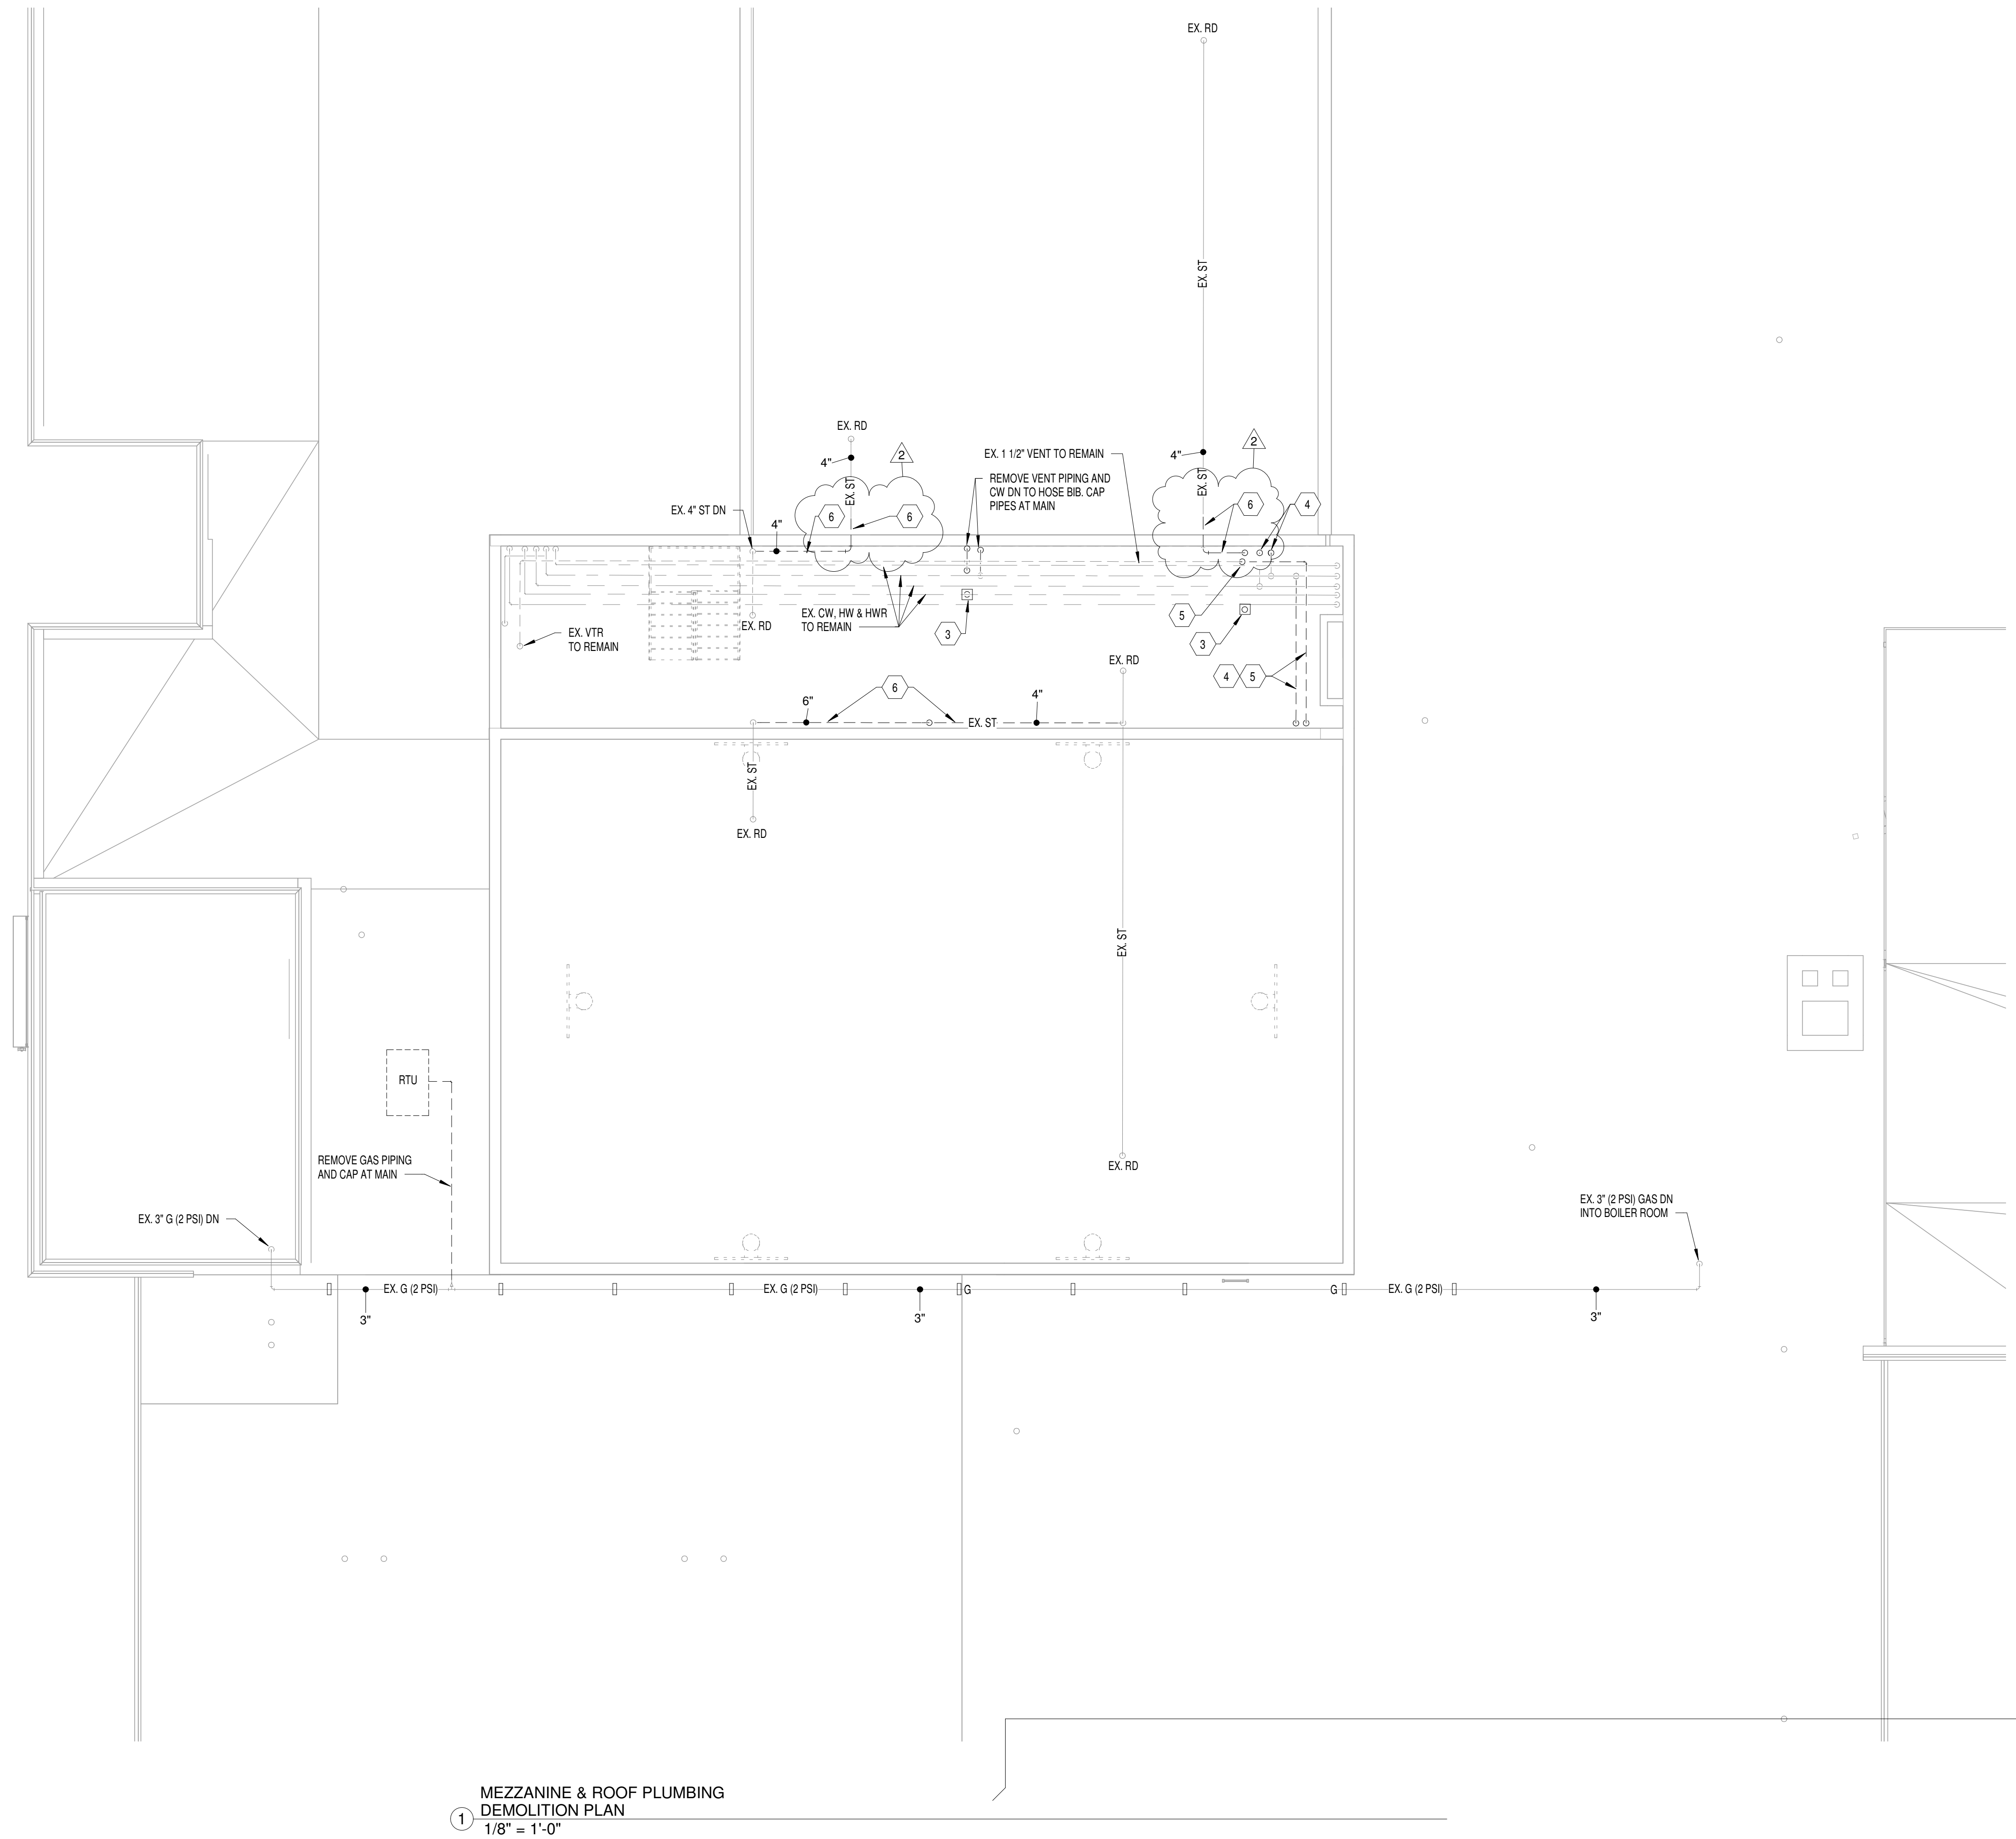 EX. RD
EX. ST
EX. RD
4"
2
EX. ST
6
6
EX. 4" ST DN
4"
EX. 1 1/2" VENT TO REMAIN
REMOVE VENT PIPING AND
CW DN TO HOSE BIB. CAP
PIPES AT MAIN
4"
2
EX. ST
6
4
EX. VTR
TO REMAIN
EX. RD
EX. CW, HW & HWR
TO REMAIN
3
5
3
4
5
EX. RD
6"
6
4"
EX. ST
EX. ST
EX. RD
EX. ST
EX. RD
RTU
REMOVE GAS PIPING
AND CAP AT MAIN
EX. 3" G (2 PSI) DN
EX. 3" (2 PSI) GAS DN
INTO BOILER ROOM
EX. G (2 PSI)
3"
EX. G (2 PSI)
3"
G
G
EX. G (2 PSI)
3"
1
MEZZANINE & ROOF PLUMBING
DEMOLITION PLAN
1/8" = 1'-0"